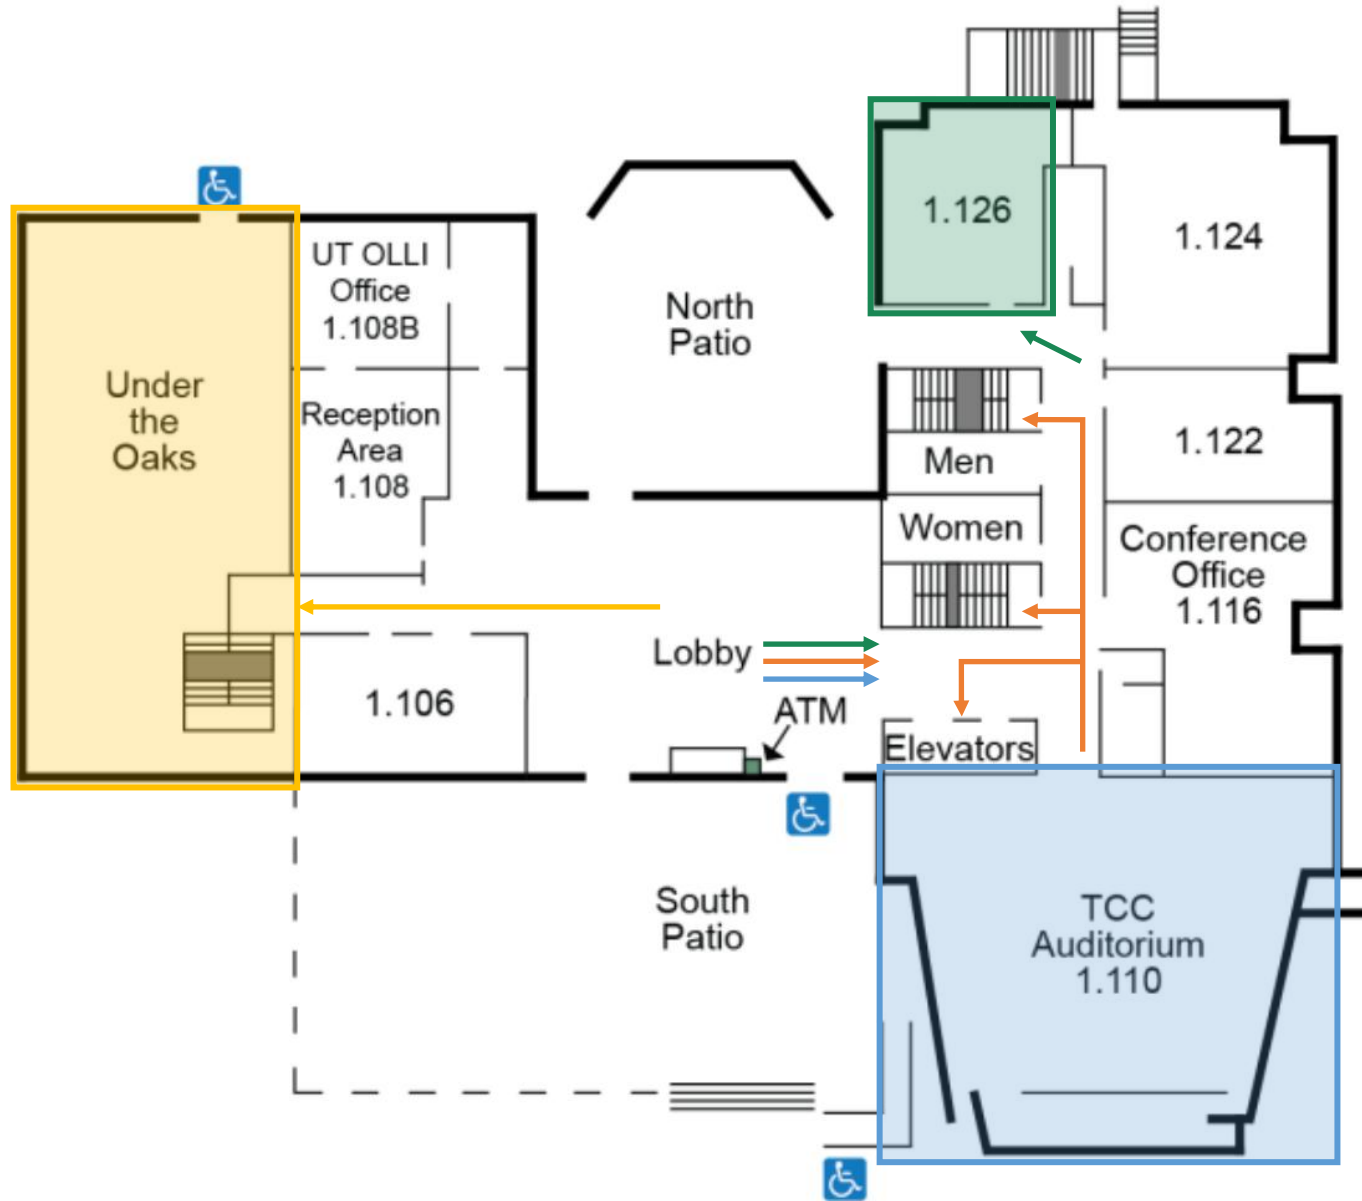 1.126
1.124
UT OLLI
Office
1.108B
North
Patio
Under
the
Oaks
Reception
Area
1.108
1.122
Men
Women
Conference
Office
1.116
Lobby
1.106
ATM
Elevators
South
Patio
TCC
Auditorium
1.110